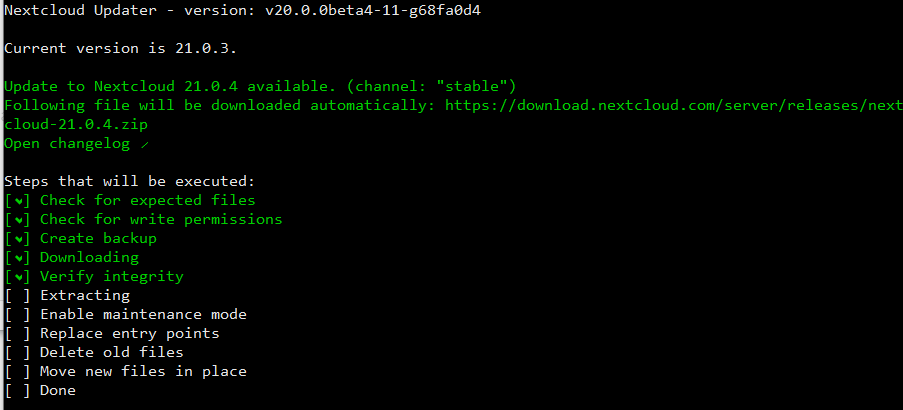 Nextcloud Updater - version: v20.0.0beta4-11-g68fa0d4
Current version is 21.0.3.
Update to Nextcloud 21.0.4 available. (channel: "stable")
Following file will be downloaded automatically: https://download.nextcloud.com/server/releases/next
cloud-21.0.4.zip
Open changelog ↗
Steps that will be executed:
[✔] Check for expected files
[✔] Check for write permissions
[✔] Create backup
[✔] Downloading
[✔] Verify integrity
[ ] Extracting
[ ] Enable maintenance mode
[ ] Replace entry points
[ ] Delete old files
[ ] Move new files in place
[ ] Done